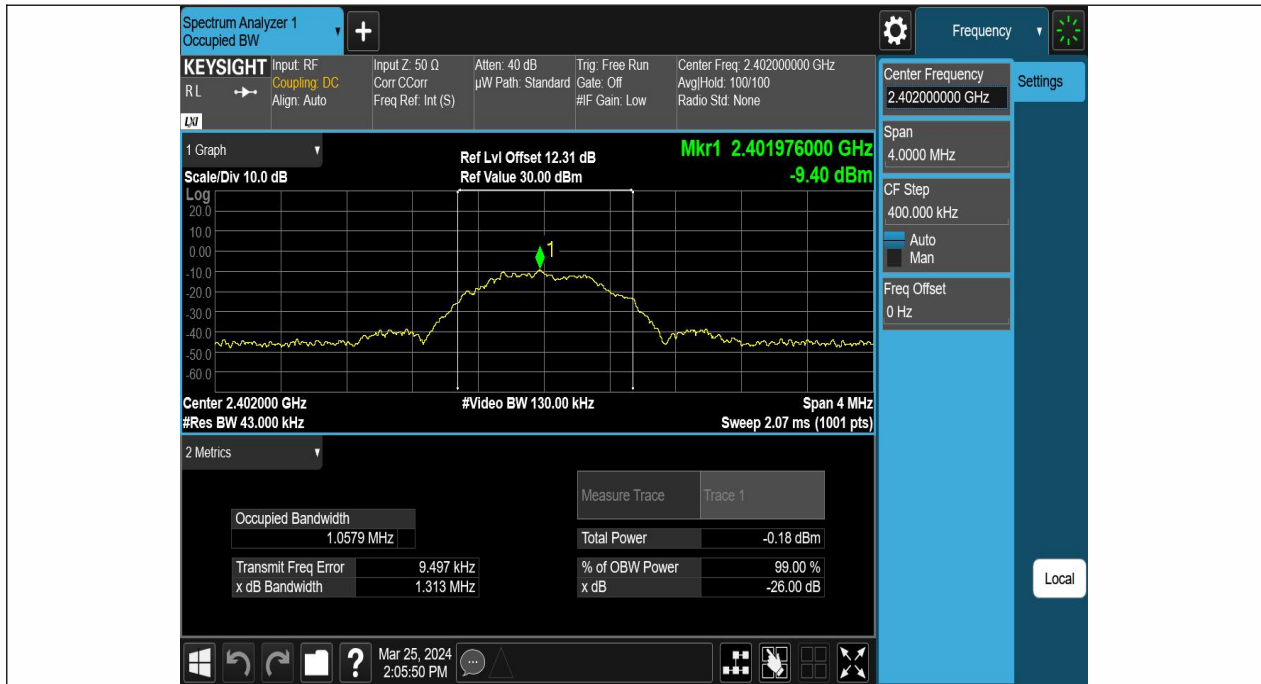 Spectrum Analyzer 1
Occupied BW
+
Frequency
KEYSIGHT
R L
LXI
Input: RF
Coupling: DC
Align: Auto
Input Z: 50 Ω
Corr CCorr
Freq Ref: Int (S)
Atten: 40 dB
µW Path: Standard
Trig: Free Run
Gate: Off
#IF Gain: Low
Center Freq: 2.402000000 GHz
Avg|Hold: 100/100
Radio Std: None
Center Frequency
2.402000000 GHz
Settings
Span
4.0000 MHz
CF Step
400.000 kHz
Auto
Man
Freq Offset
0 Hz
Local
1 Graph
Scale/Div 10.0 dB
Ref Lvl Offset 12.31 dB
Ref Value 30.00 dBm
Mkr1 2.401976000 GHz
-9.40 dBm
Log
20.0
10.0
0.00
-10.0
-20.0
-30.0
-40.0
-50.0
-60.0
1
Center 2.402000 GHz
#Res BW 43.000 kHz
#Video BW 130.00 kHz
Span 4 MHz
Sweep 2.07 ms (1001 pts)
2 Metrics
Measure Trace Trace 1
Occupied Bandwidth
1.0579 MHz
Total Power -0.18 dBm
Transmit Freq Error 9.497 kHz
% of OBW Power 99.00 %
x dB Bandwidth 1.313 MHz
x dB -26.00 dB
?
Mar 25, 2024
2:05:50 PM